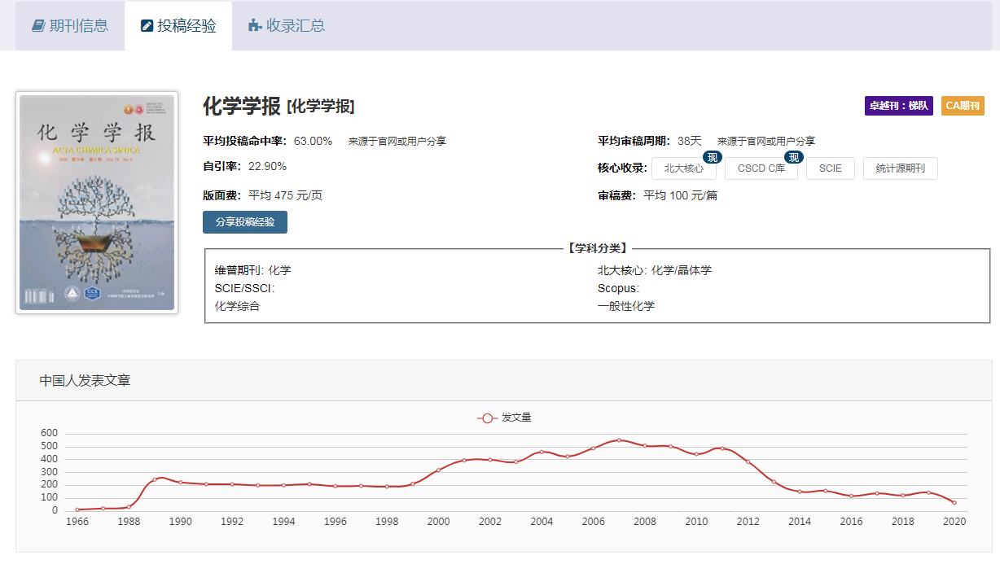 期刊信息 投稿经验 收录汇总
化学学报 [化学学报]
卓越刊：梯队 CA期刊
平均投稿命中率： 63.00% 来源于官网或用户分享
平均审稿周期： 38天 来源于官网或用户分享
自引率： 22.90%
核心收录： 北大核心 现 CSCD C库 现 SCIE 统计源期刊
版面费： 平均 475 元/页
审稿费： 平均 100 元/篇
分享投稿经验
化学学报
ACTA CHIMICA SINICA
CCS
【学科分类】
维普期刊: 化学
北大核心: 化学/晶体学
SCIE/SSCI:
Scopus:
化学综合
一般性化学
中国人发表文章
发文量
600
500
400
300
200
100
0
1966 1988 1990 1992 1994 1996 1998 2000 2002 2004 2006 2008 2010 2012 2014 2016 2018 2020